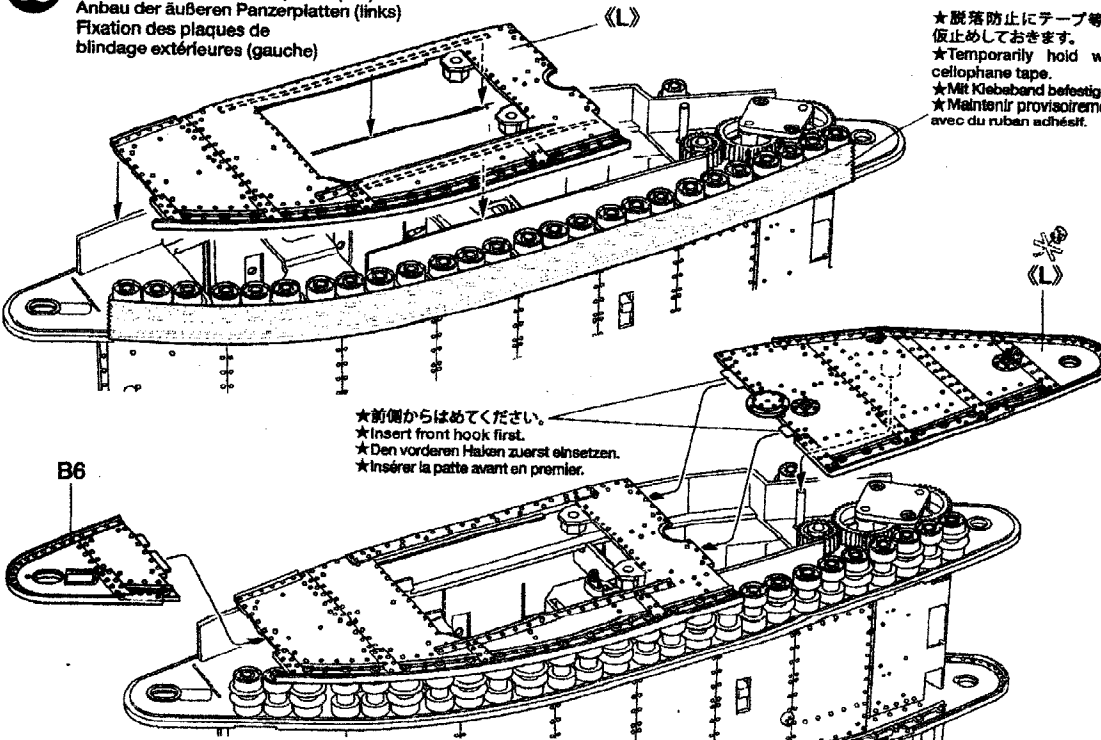 Anbau der äußeren Panzerplatten (links)
Fixation des plaques de
blindage extérieures (gauche)
《L》
★脱落防止にテープ等
仮止めしておきます。
★Temporarily hold
cellophane tape.
★Mit Klebeband
★Maintenir
avec du ruban adhésif.
《L》
★前側からはめてください。
★Insert front hook first.
★Den vorderen Haken zuerst einsetzen.
★Insérer la patte avant en premier.
B6